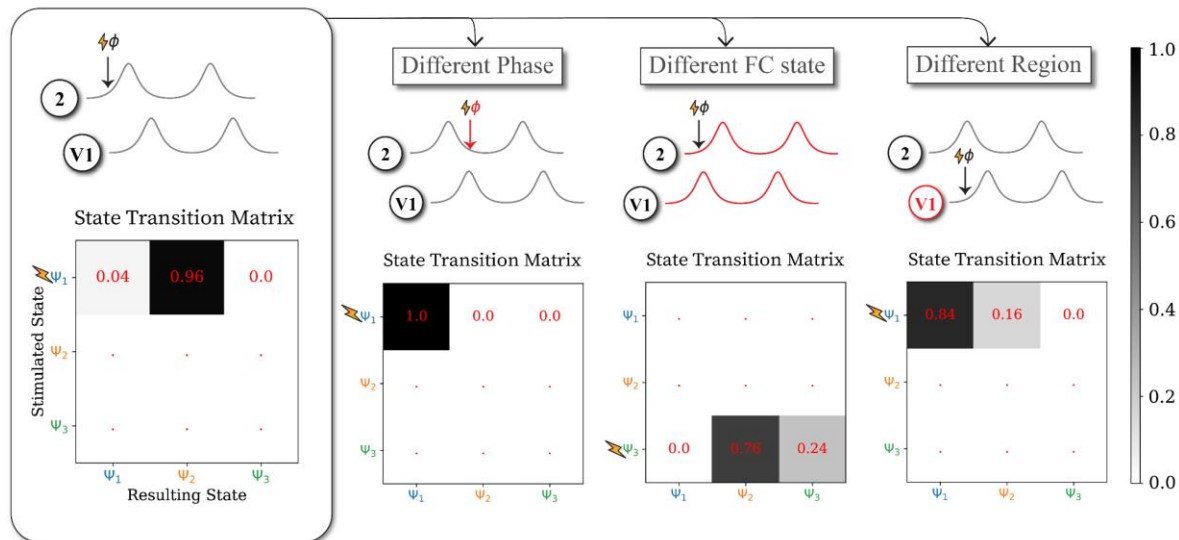 ⚡ϕ
2
V1
State Transition Matrix
Stimulated State
Ψ1 0.04 0.96 0.0
Ψ2 . . .
Ψ3 . . .
Ψ1 Ψ2 Ψ3
Resulting State
Different Phase
⚡ϕ
2
V1
State Transition Matrix
Ψ1 1.0 0.0 0.0
Ψ2 . . .
Ψ3 . . .
Ψ1 Ψ2 Ψ3
Different FC state
⚡ϕ
2
V1
State Transition Matrix
Ψ1 . . .
Ψ2 . . .
Ψ3 0.0 0.76 0.24
Ψ1 Ψ2 Ψ3
Different Region
2
⚡ϕ
V1
State Transition Matrix
Ψ1 0.84 0.16 0.0
Ψ2 . . .
Ψ3 . . .
Ψ1 Ψ2 Ψ3
1.0
0.8
0.6
0.4
0.2
0.0